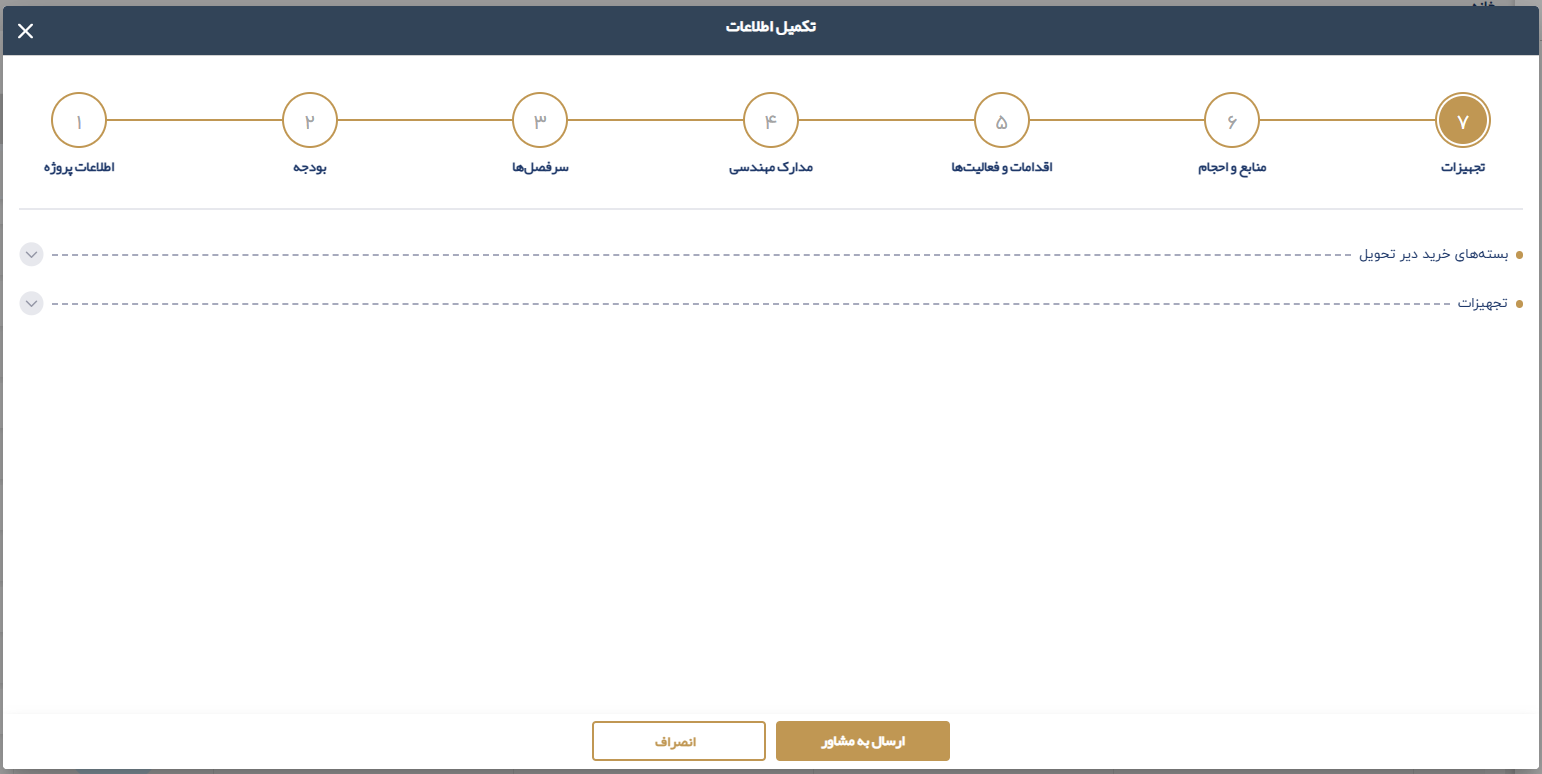 تکمیل اطلاعات
۷
۶
۵
۴
۳
۲
۱
تجهیزات
منابع و احجام
اقدامات و فعالیت‌ها
مدارک مهندسی
سرفصل‌ها
بودجه
اطلاعات پروژه
بسته‌های خرید دیر تحویل
تجهیزات
ارسال به مشاور
انصراف